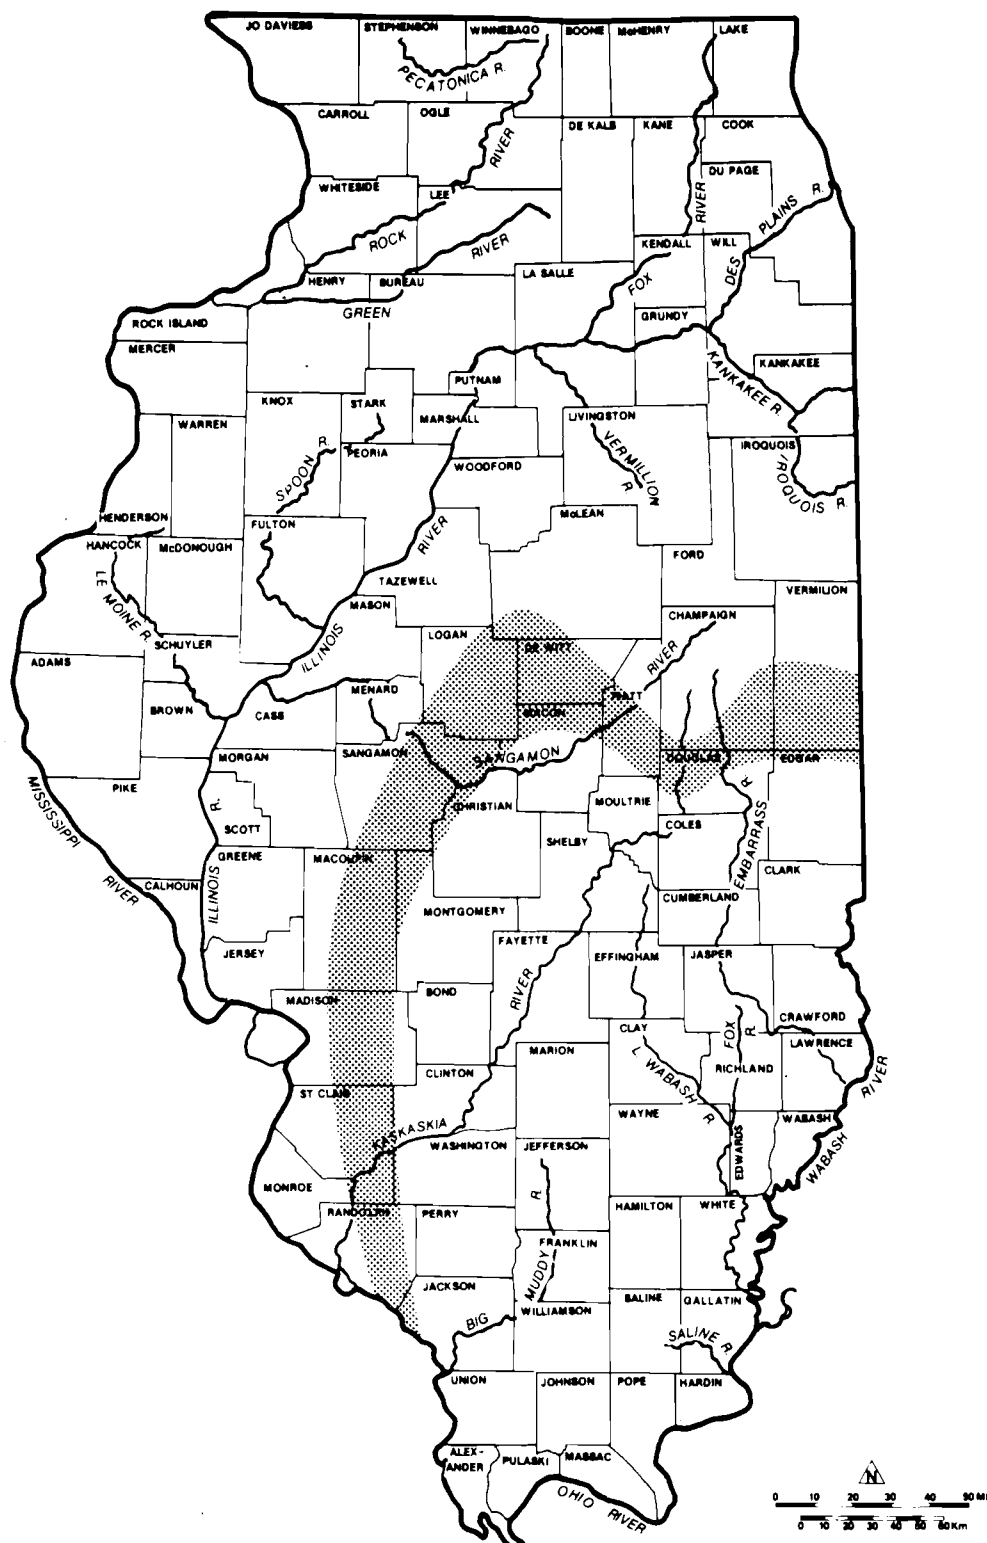 JO DAVIESS STEPHENSON WINNEBAGO BOONE McHENRY LAKE
PECATONICA R.
CARROLL OGLE DE KALB KANE COOK
RIVER
DU PAGE
WHITESIDE LEE
RIVER
PLAINS R.
ROCK
RIVER
KENDALL WILL
DES
HENRY BUREAU LA SALLE
FOX
GREEN
GRUNDY
ROCK ISLAND
MERCER
KANKAKEE
KANKAKEE R.
PUTNAM
KNOX STARK
MARSHALL LIVINGSTON
WARREN
VERMILLION R.
SPOON R.
PEORIA
IROQUOIS
IROQUOIS R.
WOODFORD
HENDERSON
FULTON
McLEAN
RIVER
HANCOCK McDONOUGH
FORD
LE MOINE R.
TAZEWELL
VERMILION
MASON
CHAMPAIGN
ILLINOIS
LOGAN
SCHUYLER
DE WITT
RIVER
ADAMS
MENARD
PIATT
BROWN CASS
MACON
SANGAMON
SANGAMON
MORGAN
DOUGLAS EDGAR
MISSISSIPPI
PIKE
R.
R.
CHRISTIAN MOULTRIE
SCOTT
COLES
SHELBY
EMBARRASS
GREENE MACOUPIN
CLARK
RIVER
CALHOUN
ILLINOIS
CUMBERLAND
MONTGOMERY
FAYETTE
JERSEY
EFFINGHAM JASPER
RIVER
MADISON BOND
CRAWFORD
CLAY
FOX R.
LAWRENCE
L. WABASH R.
MARION
RICHLAND
RIVER
CLINTON
ST CLAIR
WAYNE WABASH
KASKASKIA
WASHINGTON JEFFERSON
EDWARDS
WABASH
MONROE
R.
RANDOLPH PERRY
HAMILTON WHITE
FRANKLIN
MUDDY
JACKSON
SALINE GALLATIN
WILLIAMSON
BIG
SALINE R.
UNION JOHNSON POPE HARDIN
ALEX-
ANDER
PULASKI MASSAC
OHIO RIVER
N
0 10 20 30 40 50 Mi
0 10 20 30 40 50 60 Km